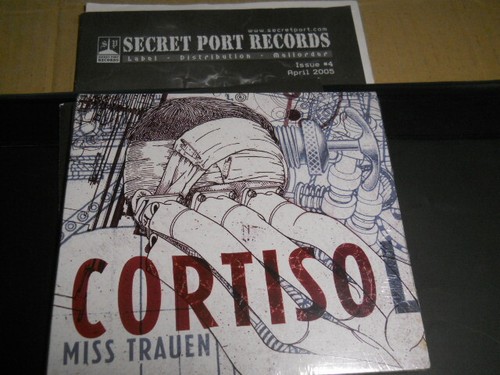 www.secretport.com
SECRET PORT RECORDS
Label - Distribution - Mailorder
Issue #4
April 2005
CORTISOL
MISS TRAUEN